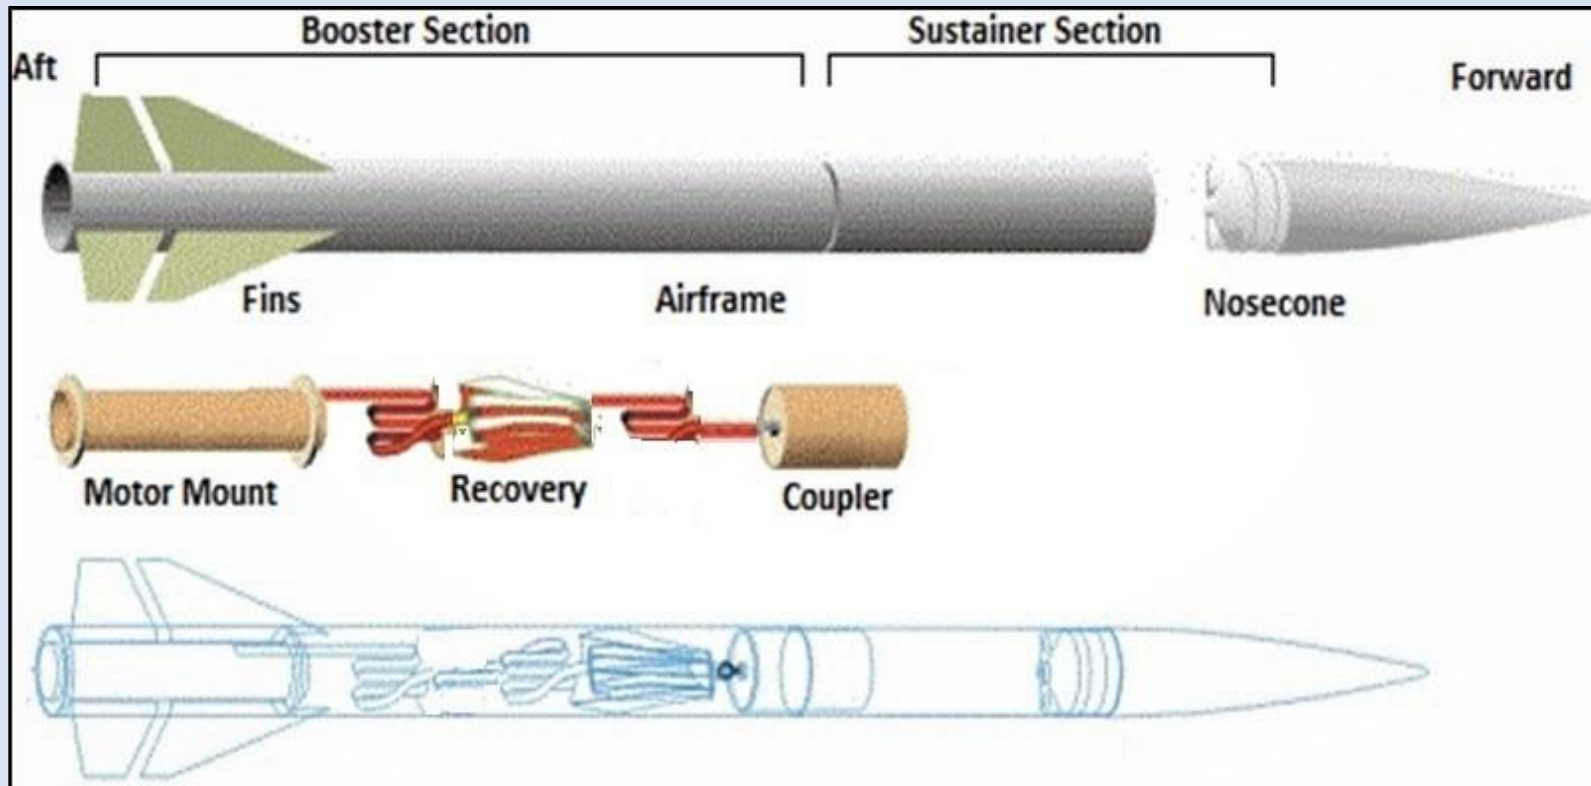 Booster Section
Sustainer Section
Aft
Forward
Fins
Airframe
Nosecone
Motor Mount
Recovery
Coupler